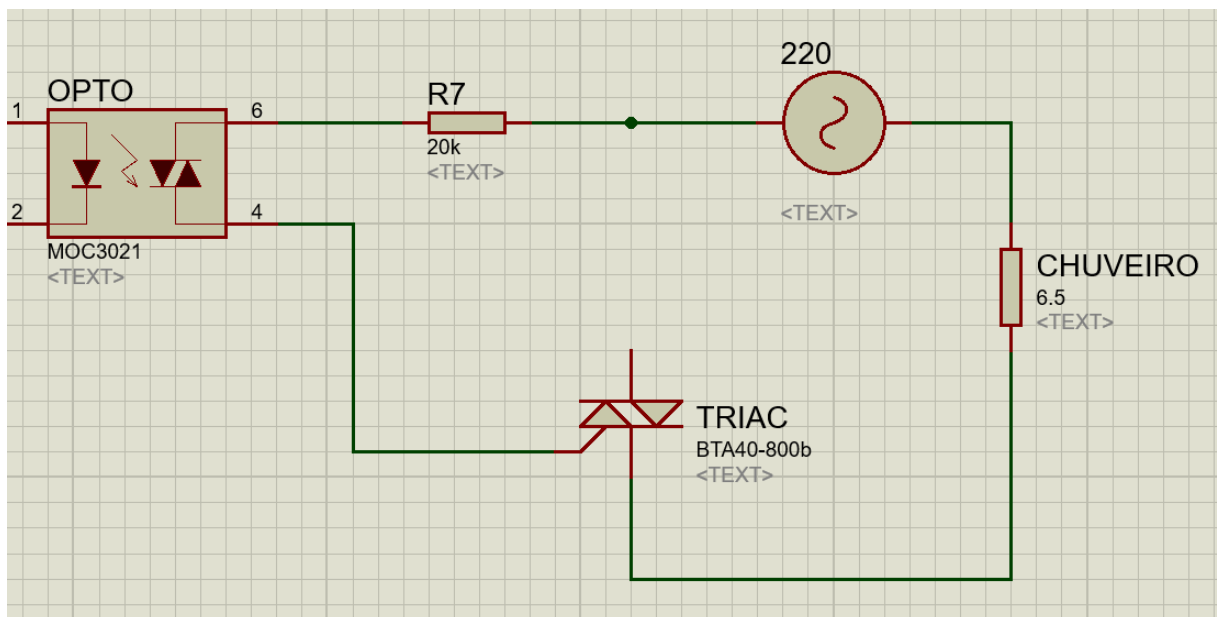 220
OPTO
R7
1
6
20k
<TEXT>
2
4
<TEXT>
MOC3021
<TEXT>
CHUVEIRO
6.5
<TEXT>
TRIAC
BTA40-800b
<TEXT>